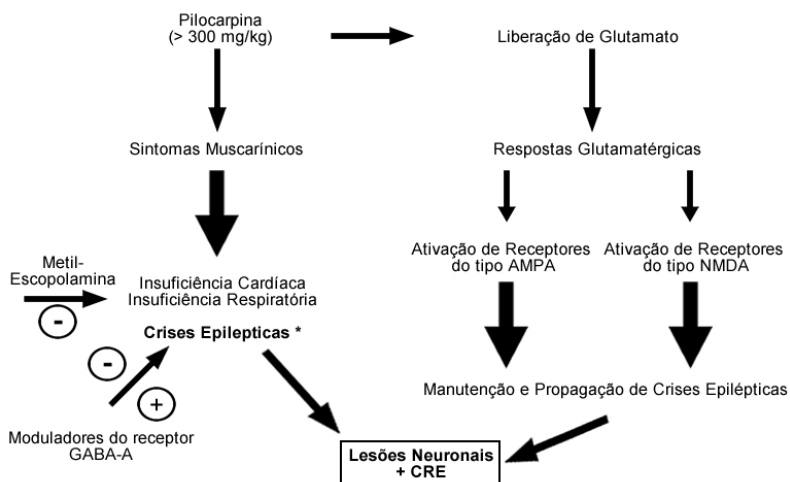 Pilocarpina
(> 300 mg/kg)
Liberação de Glutamato
Sintomas Muscarínicos
Respostas Glutamatérgicas
Metil-
Escopolamina
-
Insuficiência Cardíaca
Insuficiência Respiratória
Crises Epilepticas *
-
+
Moduladores do receptor
GABA-A
Ativação de Receptores
do tipo AMPA
Ativação de Receptores
do tipo NMDA
Manutenção e Propagação de Crises Epilépticas
Lesões Neuronais
+ CRE